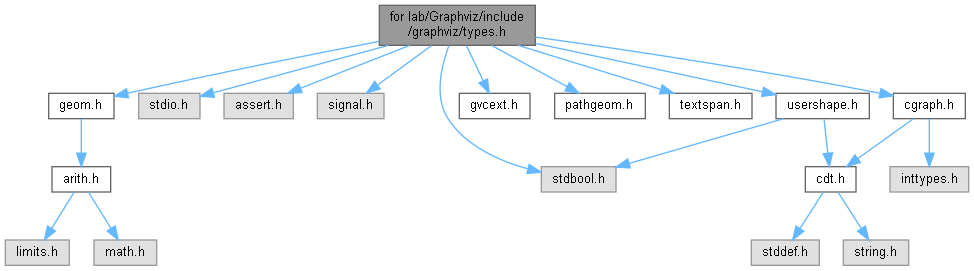 for lab/Graphviz/include
/graphviz/types.h
geom.h
stdio.h
assert.h
signal.h
gvcext.h
pathgeom.h
textspan.h
usershape.h
cgraph.h
arith.h
stdbool.h
cdt.h
inttypes.h
limits.h
math.h
stddef.h
string.h